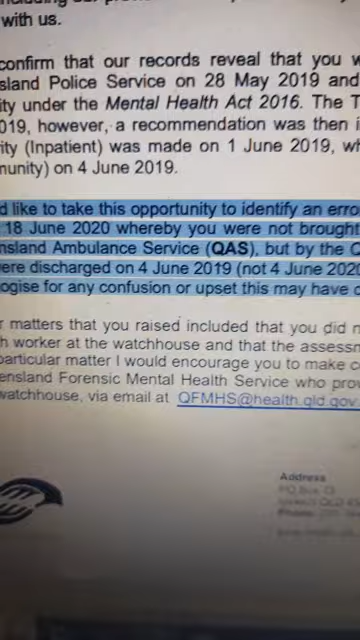 with us.
confirm that our records reveal that you w
sland Police Service on 28 May 2019 and
ity under the Mental Health Act 2016. The T
019, however, a recommendation was then i
rity (Inpatient) was made on 1 June 2019, wh
munity) on 4 June 2019.
d like to take this opportunity to identify an erro
18 June 2020 whereby you were not brought
nsland Ambulance Service (QAS), but by the Q
ere discharged on 4 June 2019 (not 4 June 2020
logise for any confusion or upset this may have c
r matters that you raised included that you did n
h worker at the watchhouse and that the assessm
particular matter I would encourage you to make c
ensland Forensic Mental Health Service who prov
watchhouse, via email at QFMHS@health.qld.gov.
Address